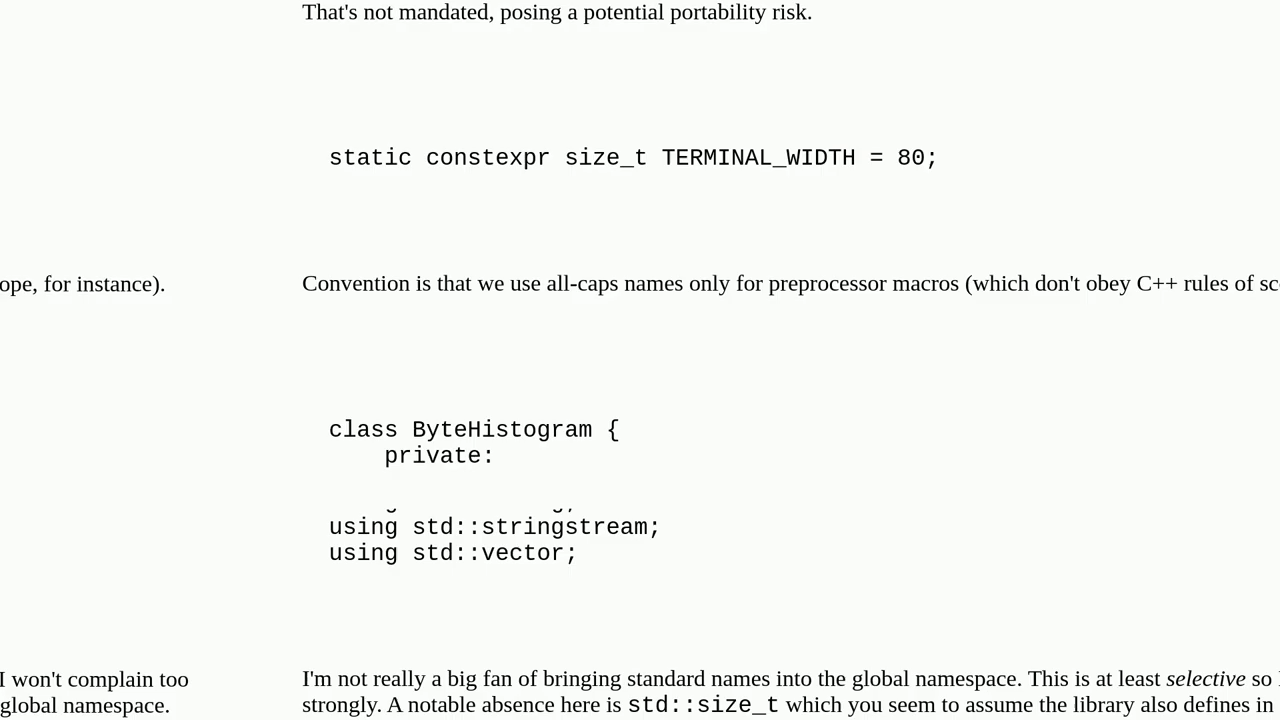 That's not mandated, posing a potential portability risk.
static constexpr size_t TERMINAL_WIDTH = 80;
ope, for instance).
Convention is that we use all-caps names only for preprocessor macros (which don't obey C++ rules of sc
class ByteHistogram {
private:
using std::stringstream;
using std::vector;
I won't complain too
I'm not really a big fan of bringing standard names into the global namespace. This is at least selective so
global namespace.
strongly. A notable absence here is std::size_t which you seem to assume the library also defines in